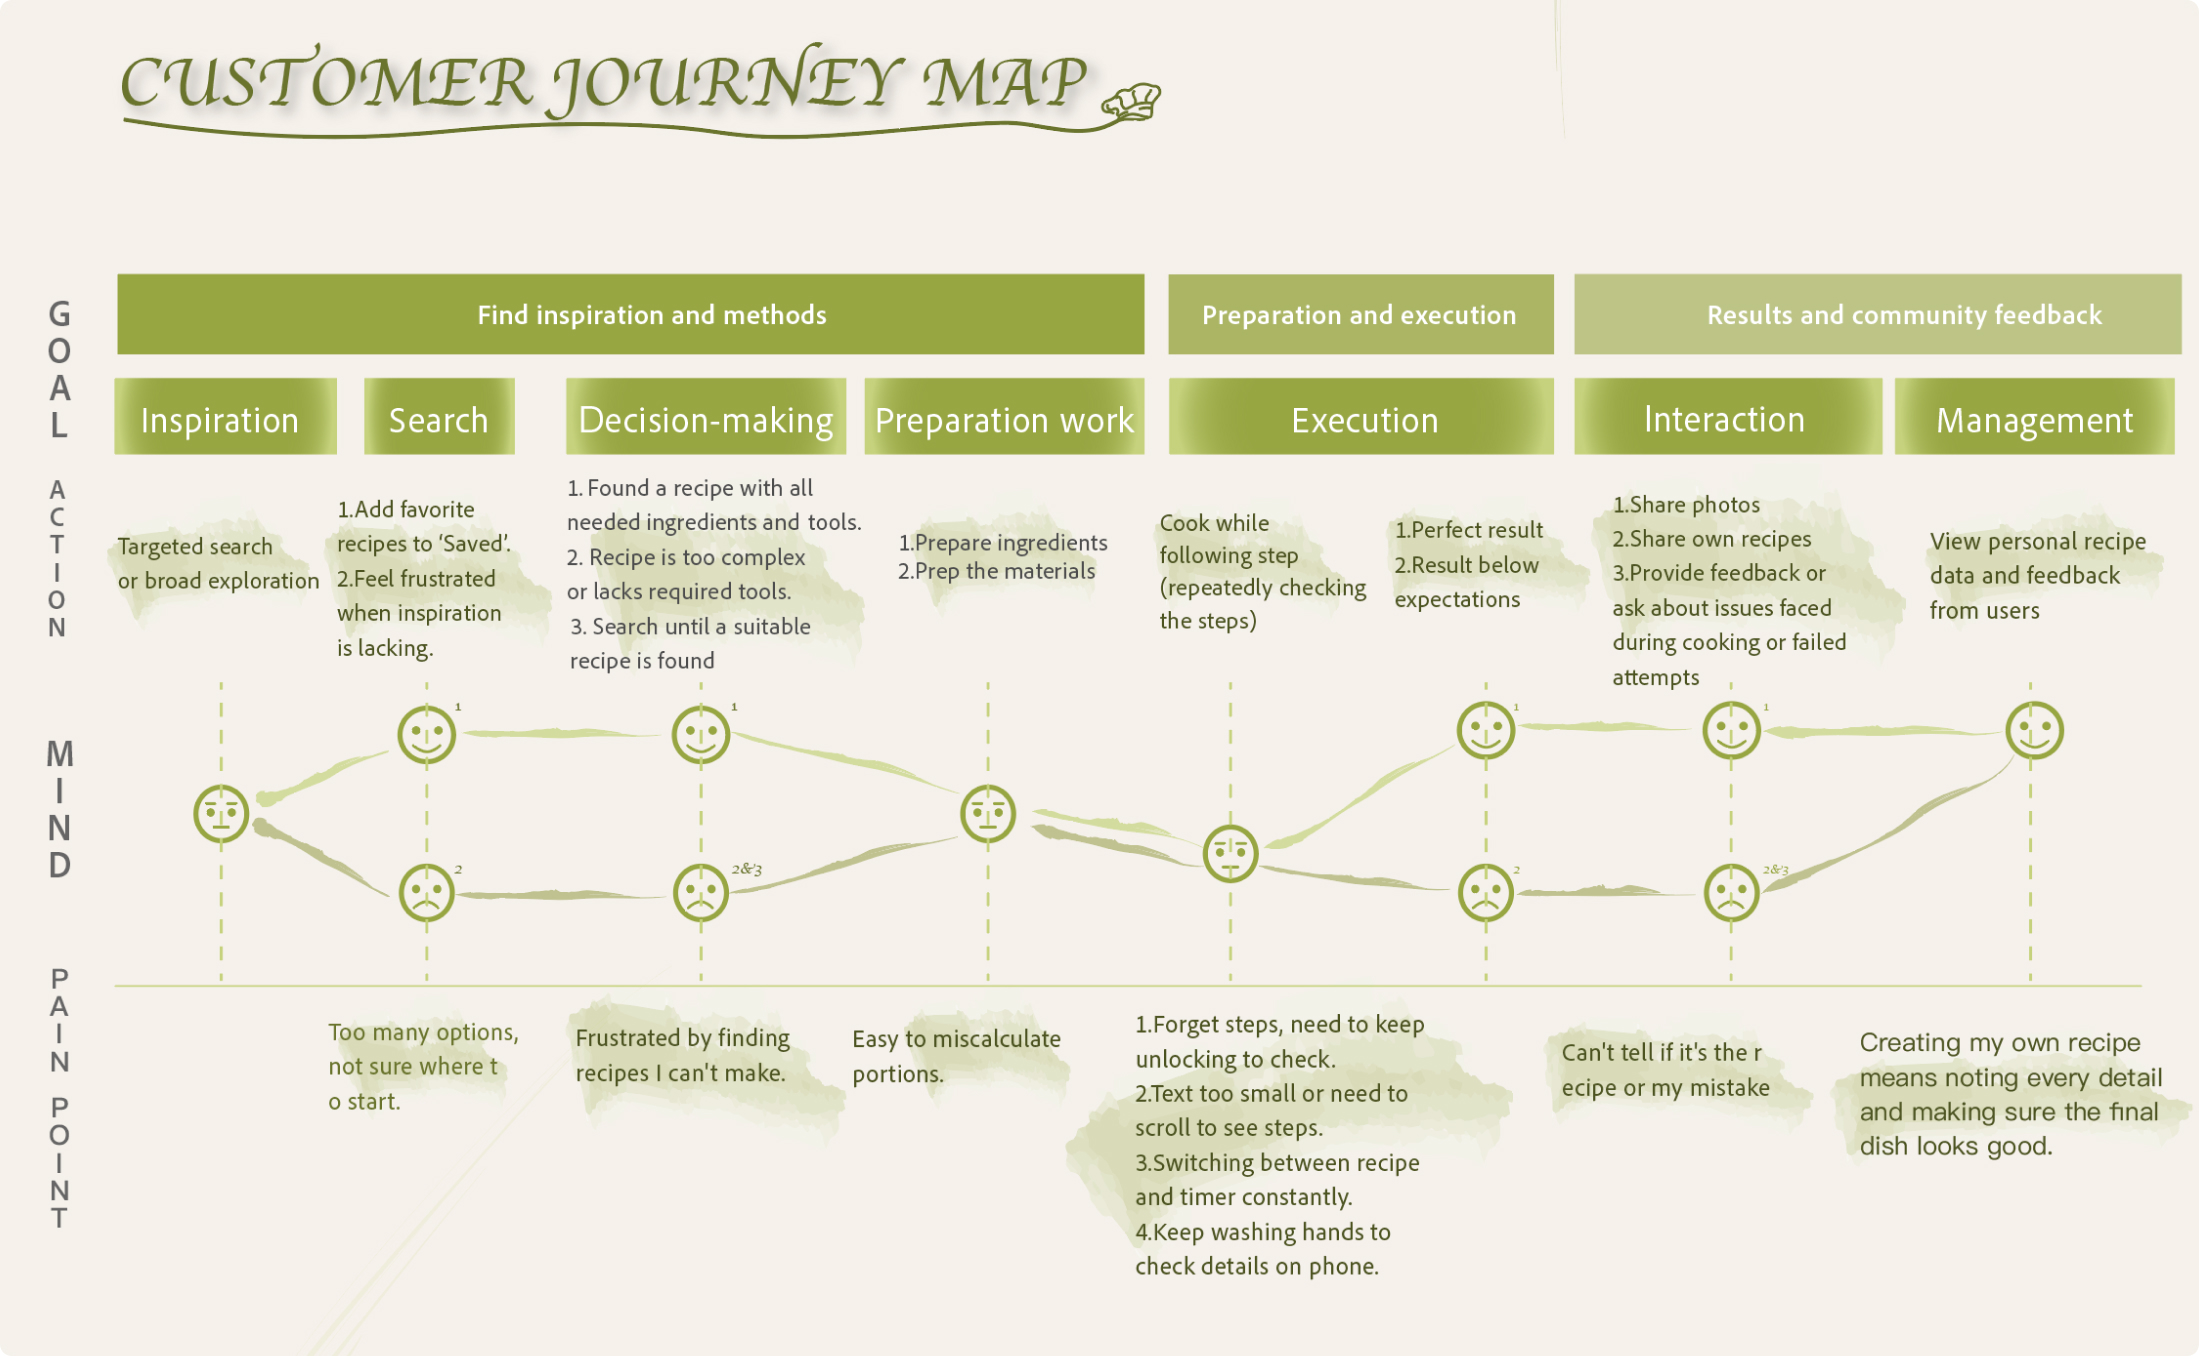 CUSTOMER JOURNEY MAP
GOAL
Find inspiration and methods
Preparation and execution
Results and community feedback
Inspiration
Search
Decision-making
Preparation work
Execution
Interaction
Management
ACTION
Targeted search
or broad exploration
1.Add favorite
recipes to ‘Saved’.
2.Feel frustrated
when inspiration
is lacking.
1. Found a recipe with all
needed ingredients and tools.
2. Recipe is too complex
or lacks required tools.
3. Search until a suitable
recipe is found
1.Prepare ingredients
2.Prep the materials
Cook while
following step
(repeatedly checking
the steps)
1.Perfect result
2.Result below
expectations
1.Share photos
2.Share own recipes
3.Provide feedback or
ask about issues faced
during cooking or failed
attempts
View personal recipe
data and feedback
from users
MIND
1
1
1
1
2
2&3
2
2&3
PAIN POINT
Too many options,
not sure where t
o start.
Frustrated by finding
recipes I can't make.
Easy to miscalculate
portions.
1.Forget steps, need to keep
unlocking to check.
2.Text too small or need to
scroll to see steps.
3.Switching between recipe
and timer constantly.
4.Keep washing hands to
check details on phone.
Can't tell if it's the r
ecipe or my mistake
Creating my own recipe
means noting every detail
and making sure the final
dish looks good.